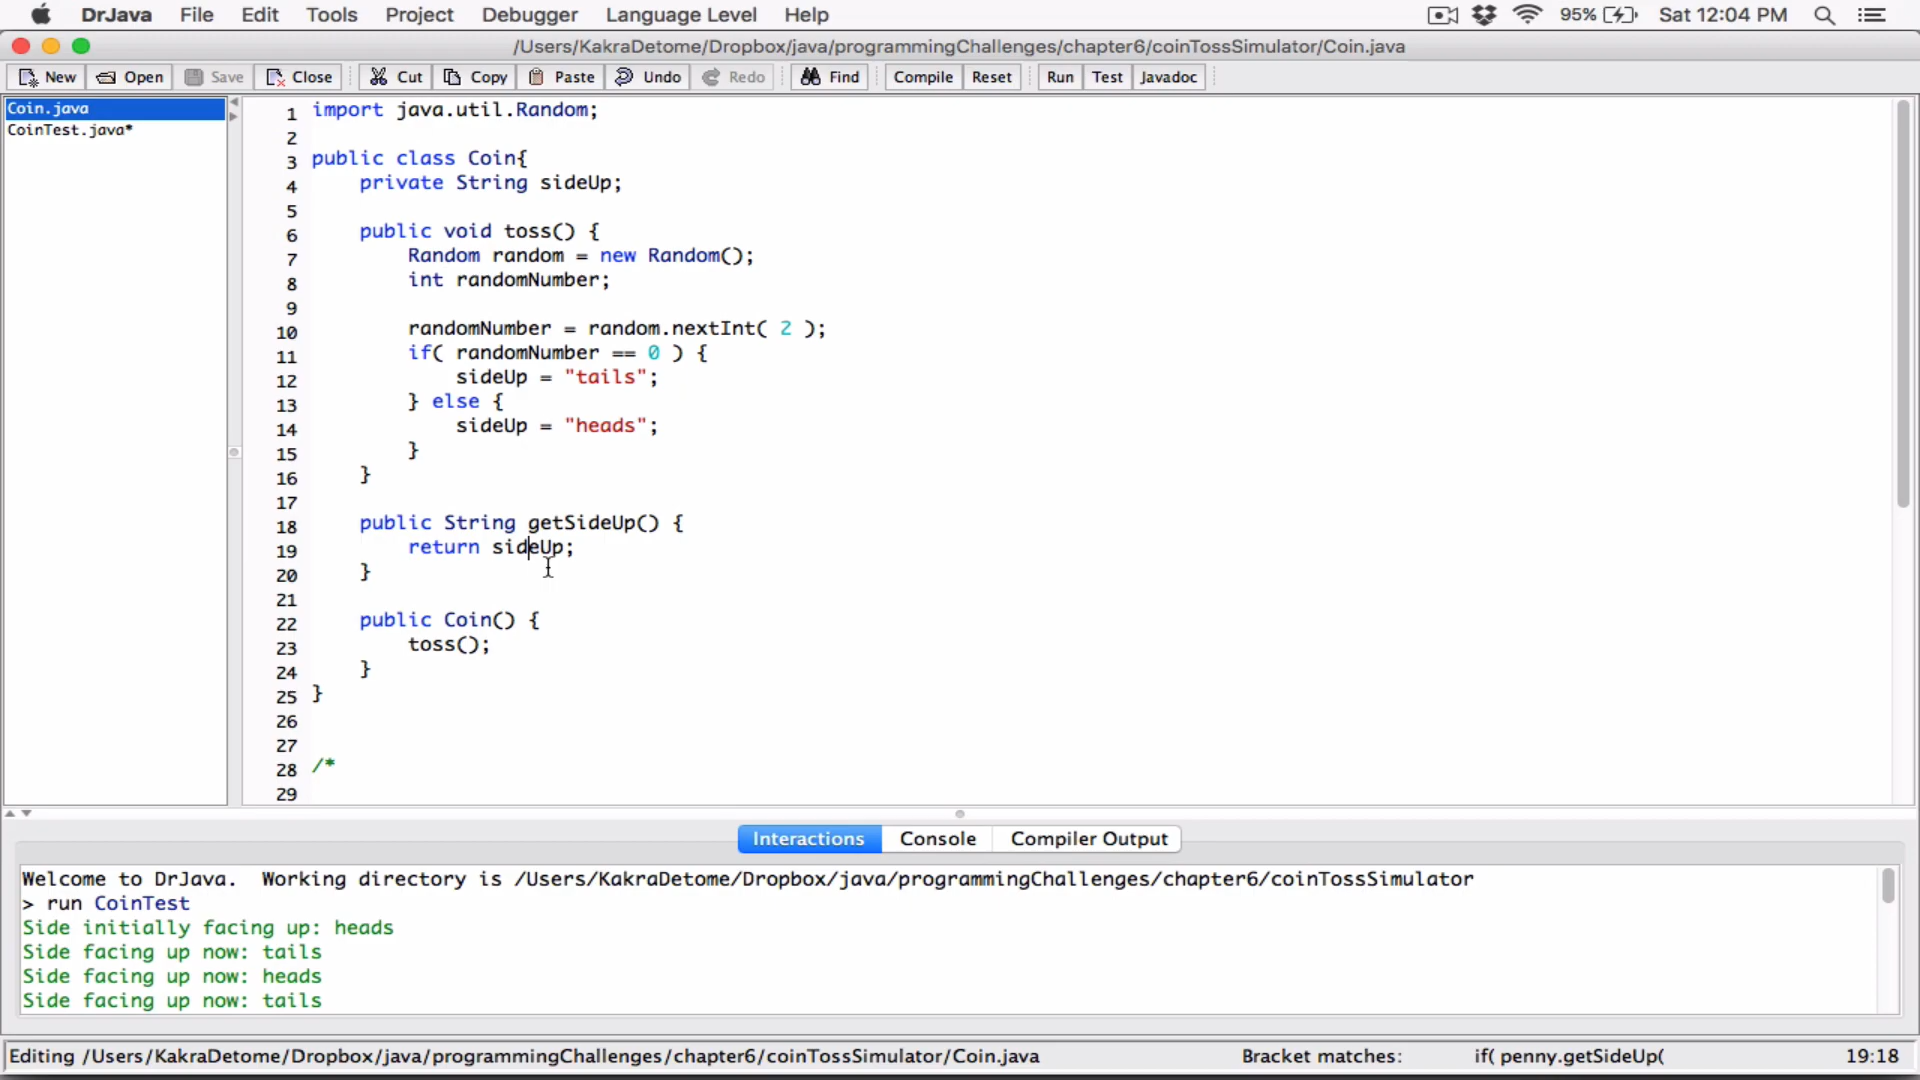 DrJava File Edit Tools Project Debugger Language Level Help 95% Sat 12:04 PM
/Users/KakraDetome/Dropbox/java/programmingChallenges/chapter6/coinTossSimulator/Coin.java
New Open Save Close Cut Copy Paste Undo Redo Find Compile Reset Run Test Javadoc
Coin.java
CoinTest.java*
1 import java.util.Random;
2
3 public class Coin{
4 private String sideUp;
5
6 public void toss() {
7 Random random = new Random();
8 int randomNumber;
9
10 randomNumber = random.nextInt( 2 );
11 if( randomNumber == 0 ) {
12 sideUp = "tails";
13 } else {
14 sideUp = "heads";
15 }
16 }
17
18 public String getSideUp() {
19 return sideUp;
20 }
21
22 public Coin() {
23 toss();
24 }
25 }
26
27
28 /*
29
Interactions Console Compiler Output
Welcome to DrJava. Working directory is /Users/KakraDetome/Dropbox/java/programmingChallenges/chapter6/coinTossSimulator
> run CoinTest
Side initially facing up: heads
Side facing up now: tails
Side facing up now: heads
Side facing up now: tails
Editing /Users/KakraDetome/Dropbox/java/programmingChallenges/chapter6/coinTossSimulator/Coin.java Bracket matches: if( penny.getSideUp( 19:18